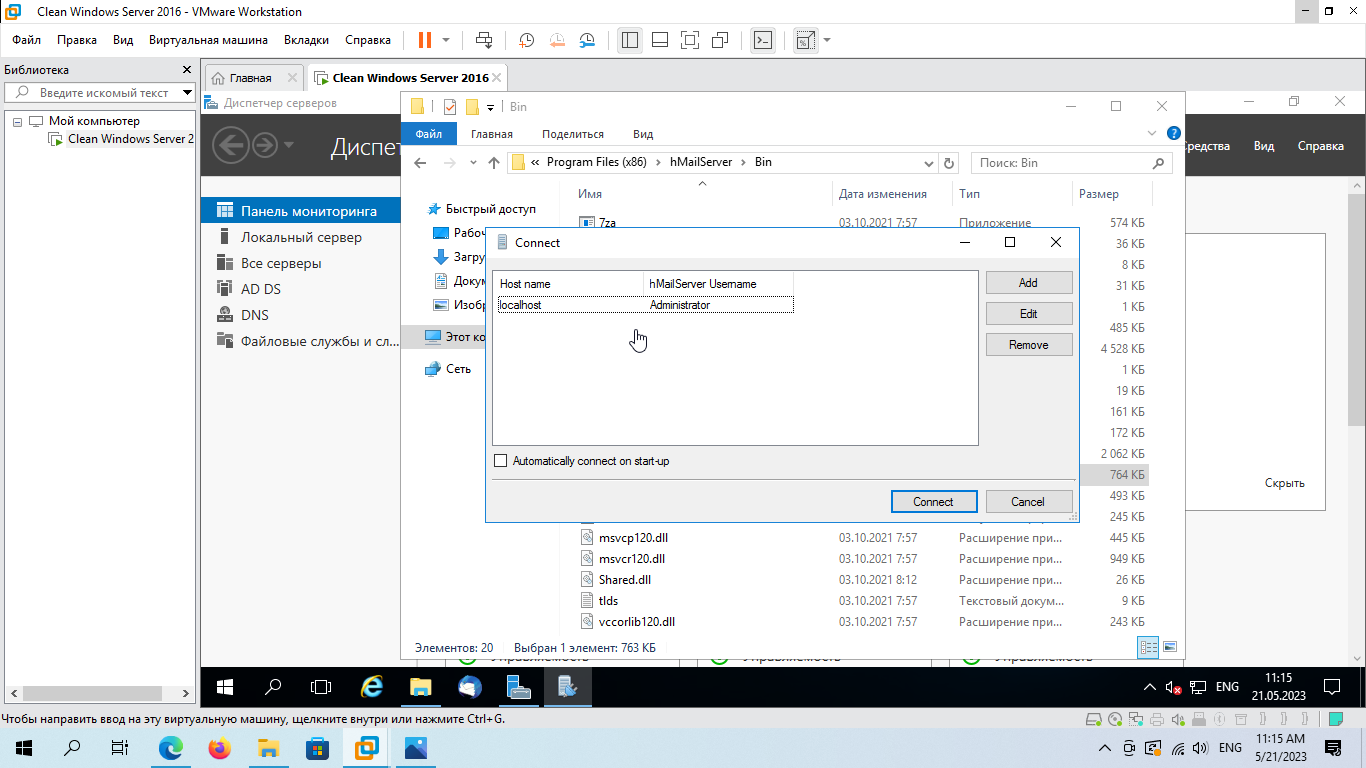 Clean Windows Server 2016 - VMware Workstation
Файл Правка Вид Виртуальная машина Вкладки Справка
Библиотека
Введите искомый текст
Мой компьютер
Clean Windows Server 2
Главная
Clean Windows Server 2016
Диспетчер серверов
Bin
Диспет
Средства Вид Справка
Файл Главная Поделиться Вид
« Program Files (x86) > hMailServer > Bin
Поиск: Bin
Панель мониторинга
Локальный сервер
Все серверы
AD DS
DNS
Файловые службы и сл...
Быстрый доступ
Рабоч
Загру
Докум
Изобр
Этот ко
Сеть
Имя Дата изменения Тип Размер
7za 03.10.2021 7:57 Приложение 574 КБ
36 КБ
8 КБ
31 КБ
1 КБ
485 КБ
4 528 КБ
1 КБ
19 КБ
161 КБ
172 КБ
2 062 КБ
764 КБ
493 КБ
245 КБ
Connect
Host name hMailServer Username
localhost Administrator
Add
Edit
Remove
Automatically connect on start-up
Connect Cancel
Скрыть
msvcp120.dll 03.10.2021 7:57 Расширение при... 445 КБ
msvcr120.dll 03.10.2021 7:57 Расширение при... 949 КБ
Shared.dll 03.10.2021 8:12 Расширение при... 26 КБ
tlds 03.10.2021 7:57 Текстовый докум... 9 КБ
vccorlib120.dll 03.10.2021 7:57 Расширение при... 243 КБ
Элементов: 20 Выбран 1 элемент: 763 КБ
Управляемость Управляемость Управляемость
ENG
11:15
21.05.2023
Чтобы направить ввод на эту виртуальную машину, щелкните внутри или нажмите Ctrl+G.
ENG
11:15 AM
5/21/2023